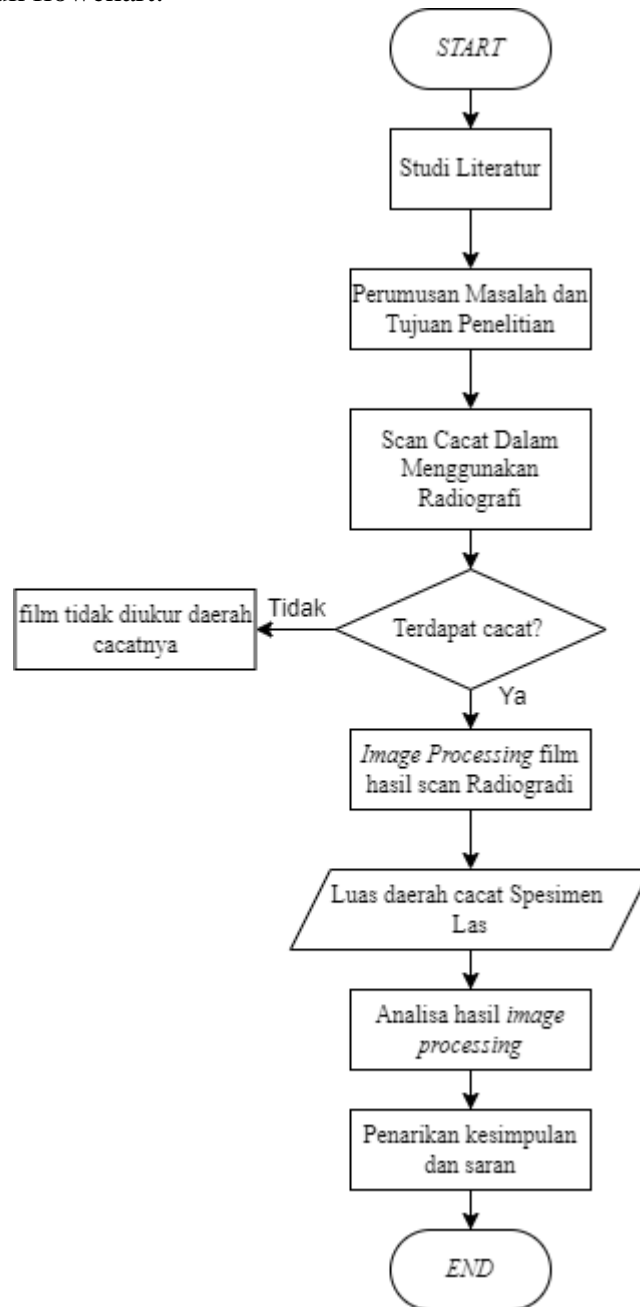 START
Studi Literatur
Perumusan Masalah dan
Tujuan Penelitian
Scan Cacat Dalam
Menggunakan
Radiografi
Terdapat cacat?
Tidak
film tidak diukur daerah
cacatnya
Ya
Image Processing film
hasil scan Radiogradi
Luas daerah cacat Spesimen
Las
Analisa hasil image
processing
Penarikan kesimpulan
dan saran
END